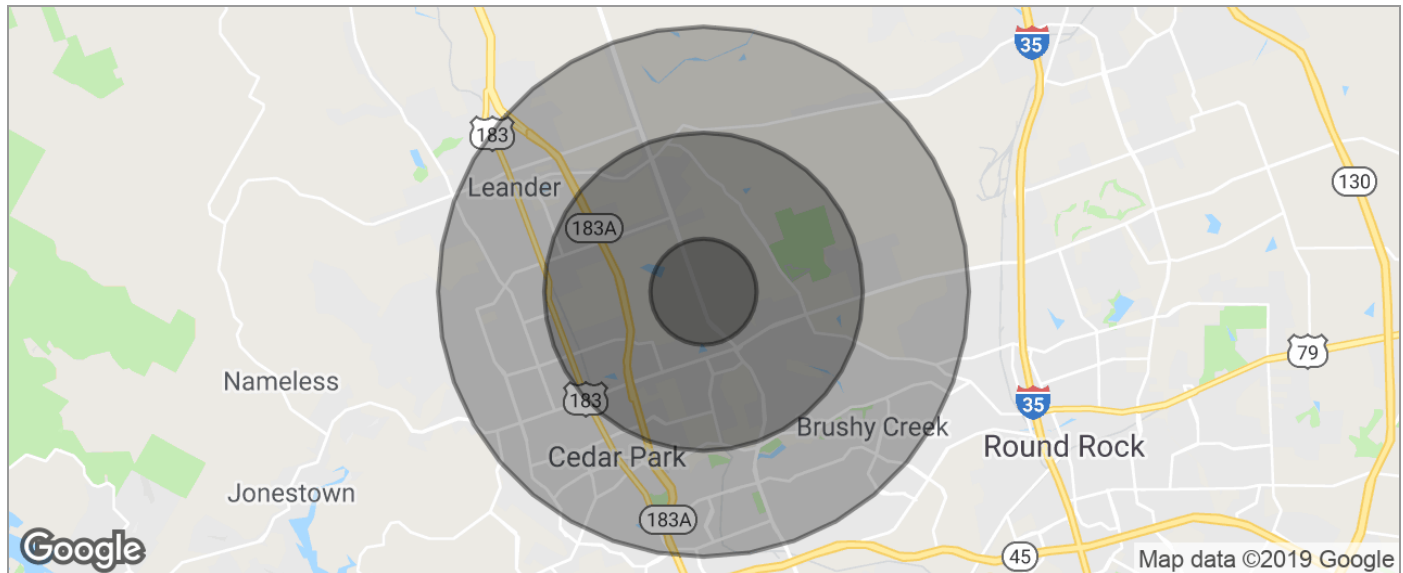 35
183
130
Leander
183A
79
Nameless
183
35
Brushy Creek
Round Rock
Cedar Park
Jonestown
183A
Google
45
Map data ©2019 Google